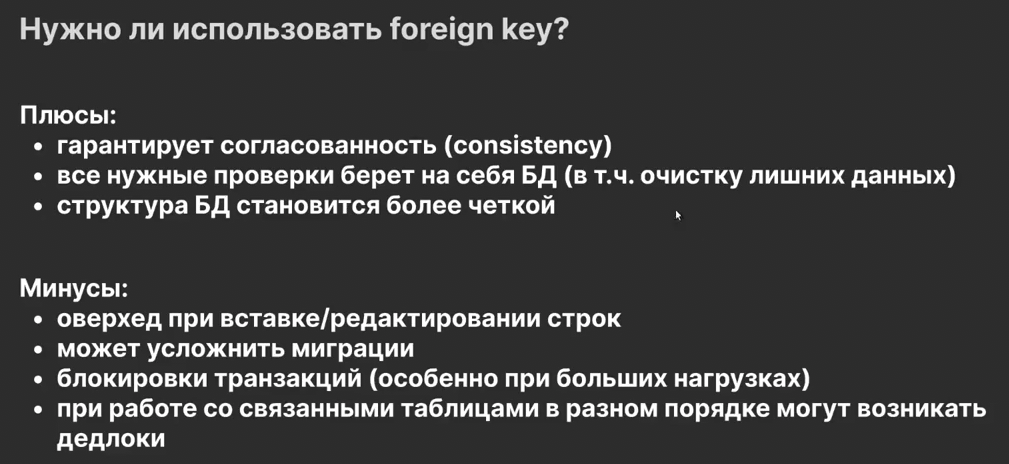 Нужно ли использовать foreign key?
Плюсы:
• гарантирует согласованность (consistency)
• все нужные проверки берет на себя БД (в т.ч. очистку лишних данных)
• структура БД становится более четкой
Минусы:
• оверхед при вставке/редактировании строк
• может усложнить миграции
• блокировки транзакций (особенно при больших нагрузках)
• при работе со связанными таблицами в разном порядке могут возникать
дедлоки